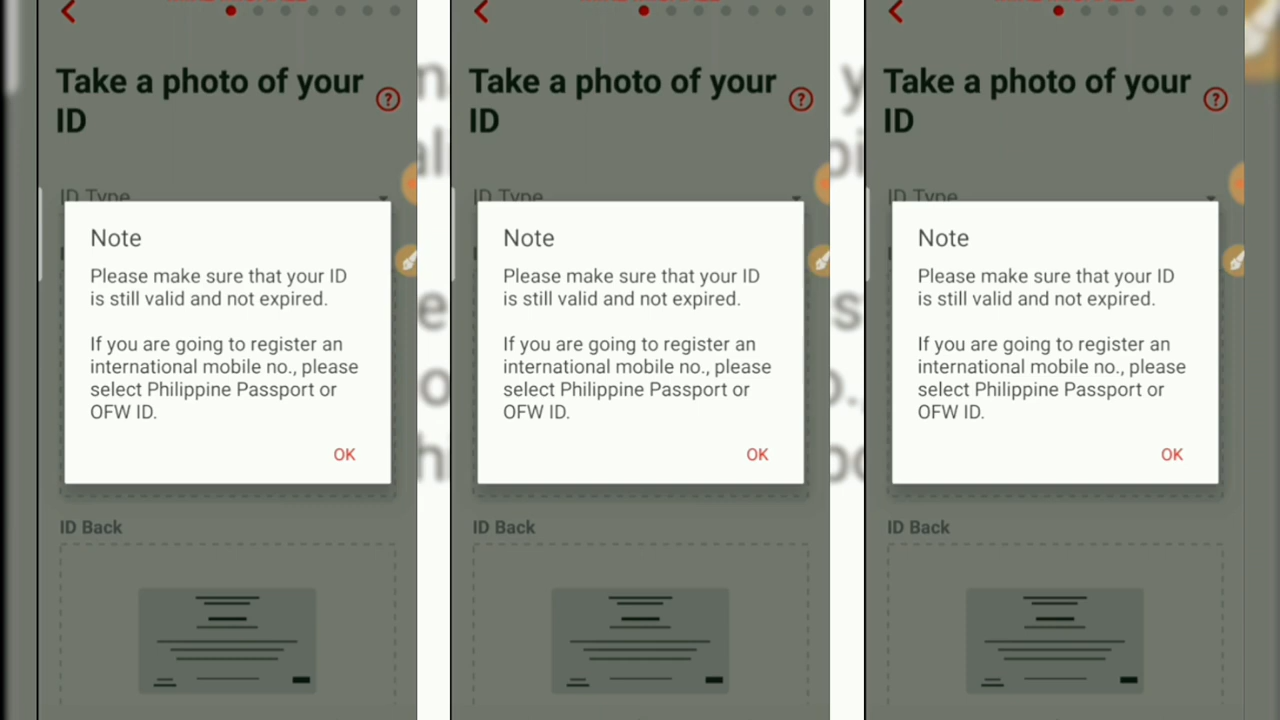 Take a photo of your
ID
?
ID Type
Note
Please make sure that your ID
is still valid and not expired.
If you are going to register an
international mobile no., please
select Philippine Passport or
OFW ID.
OK
ID Back
Take a photo of your
ID
?
ID Type
Note
Please make sure that your ID
is still valid and not expired.
If you are going to register an
international mobile no., please
select Philippine Passport or
OFW ID.
OK
ID Back
Take a photo of your
ID
?
ID Type
Note
Please make sure that your ID
is still valid and not expired.
If you are going to register an
international mobile no., please
select Philippine Passport or
OFW ID.
OK
ID Back